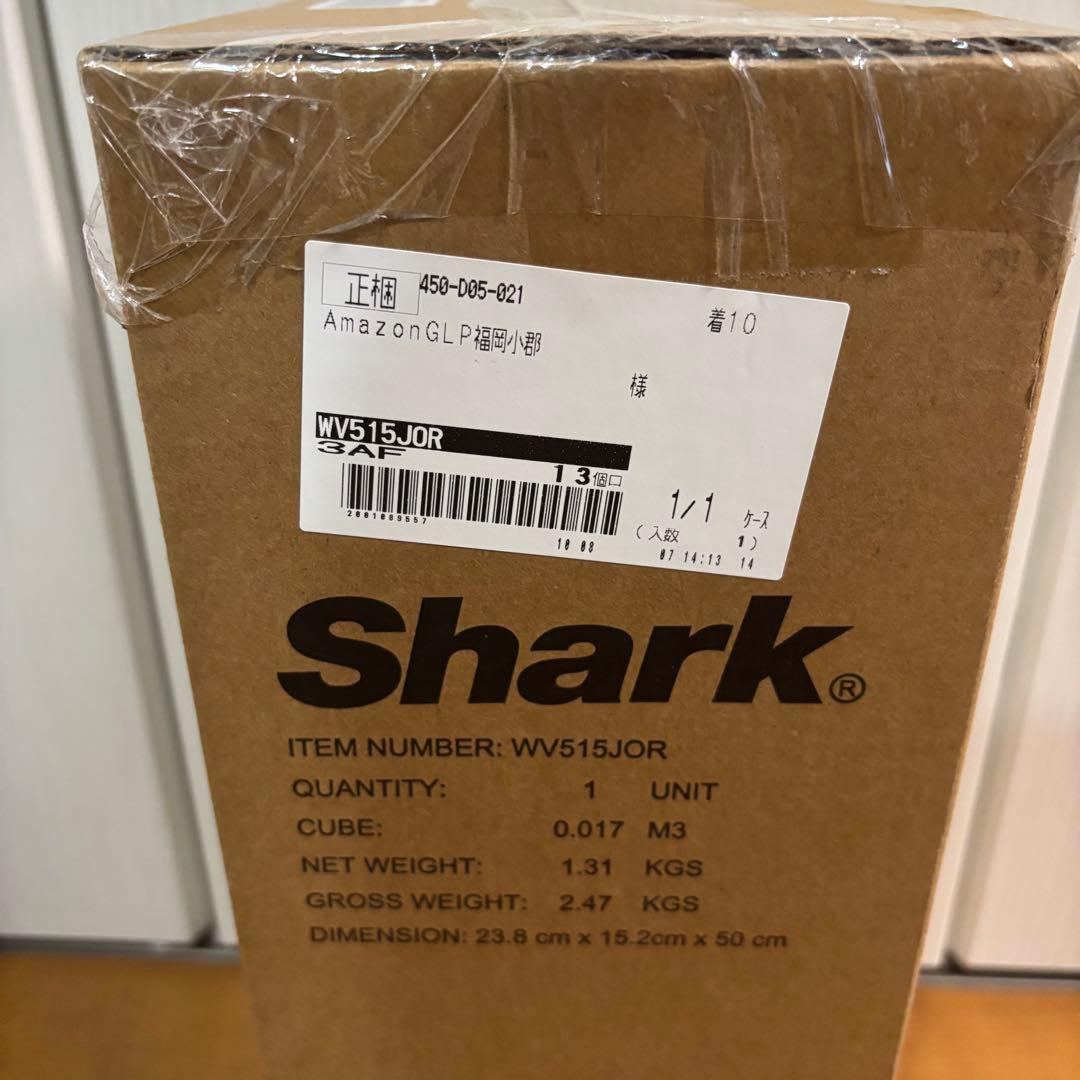 正梱 450-D05-021
着10
AmazonGLP福岡小郡
様
WV515JOR
3AF
13個口
2001089557
1/1 ケース
(入数 1)
10 08
07 14:13 14
Shark®
ITEM NUMBER: WV515JOR
QUANTITY: 1 UNIT
CUBE: 0.017 M3
NET WEIGHT: 1.31 KGS
GROSS WEIGHT: 2.47 KGS
DIMENSION: 23.8 cm x 15.2cm x 50 cm